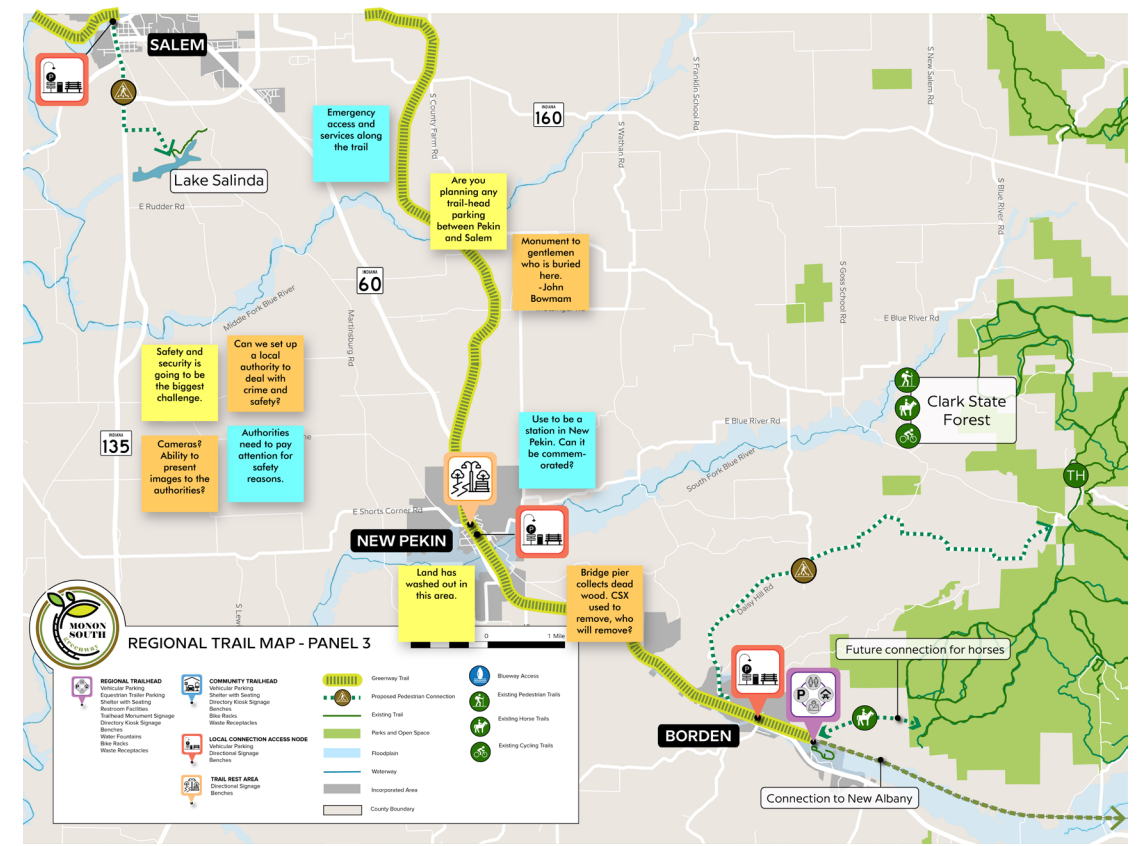 SALEM
P
Lake Salinda
E Rudder Rd
Emergency
access and
services along
the trail
S County Farm Rd
INDIANA
160
S Franklin School Rd
S Wathan Rd
S New Salem Rd
S Blue River Rd
Are you
planning any
trail-head
parking
between Pekin
and Salem
Monument to
gentlemen
who is buried
here.
-John
Bowmam
INDIANA
60
Middle Fork Blue River
Martinsburg Rd
S Goss School Rd
E Blue River Rd
Safety and
security is
going to be
the biggest
challenge.
Can we set up
a local
authority to
deal with
crime and
safety?
Cameras?
Ability to
present
images to the
authorities?
Authorities
need to pay
attention for
safety
reasons.
INDIANA
135
Use to be a
station in New
Pekin. Can it
be commem-
orated?
E Blue River Rd
South Fork Blue River
Clark State
Forest
TH
E Shorts Corner Rd
NEW PEKIN
P
Land has
washed out in
this area.
Bridge pier
collects dead
wood. CSX
used to
remove, who
will remove?
Daisy Hill Rd
Future connection for horses
P
P
BORDEN
Connection to New Albany
S Lew
MONON
SOUTH
greenway
REGIONAL TRAIL MAP - PANEL 3
0
1 Mile
REGIONAL TRAILHEAD
Vehicular Parking
Equestrian Trailer Parking
Shelter with Seating
Restroom Facilities
Trailhead Monument Signage
Directory Kiosk Signage
Benches
Water Fountains
Bike Racks
Waste Receptacles
COMMUNITY TRAILHEAD
Vehicular Parking
Shelter with Seating
Directory Kiosk Signage
Benches
Bike Racks
Waste Receptacles
LOCAL CONNECTION ACCESS NODE
Vehicular Parking
Directional Signage
Benches
TRAIL REST AREA
Directional Signage
Benches
Greenway Trail
Proposed Pedestrian Connection
Existing Trail
Parks and Open Space
Floodplain
Waterway
Incorporated Area
County Boundary
Blueway Access
Existing Pedestrian Trails
Existing Horse Trails
Existing Cycling Trails